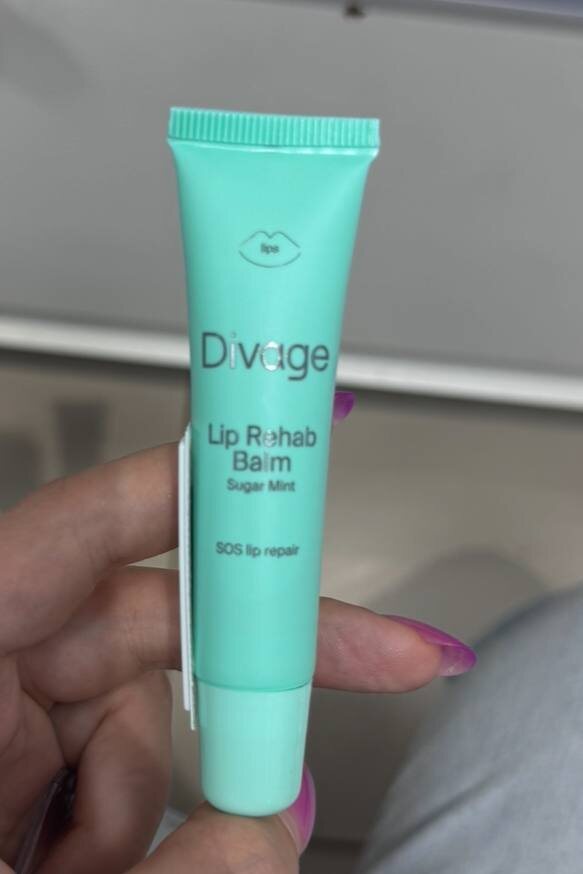 lips
Divage
Lip Rehab
Balm
Sugar Mint
SOS lip repair